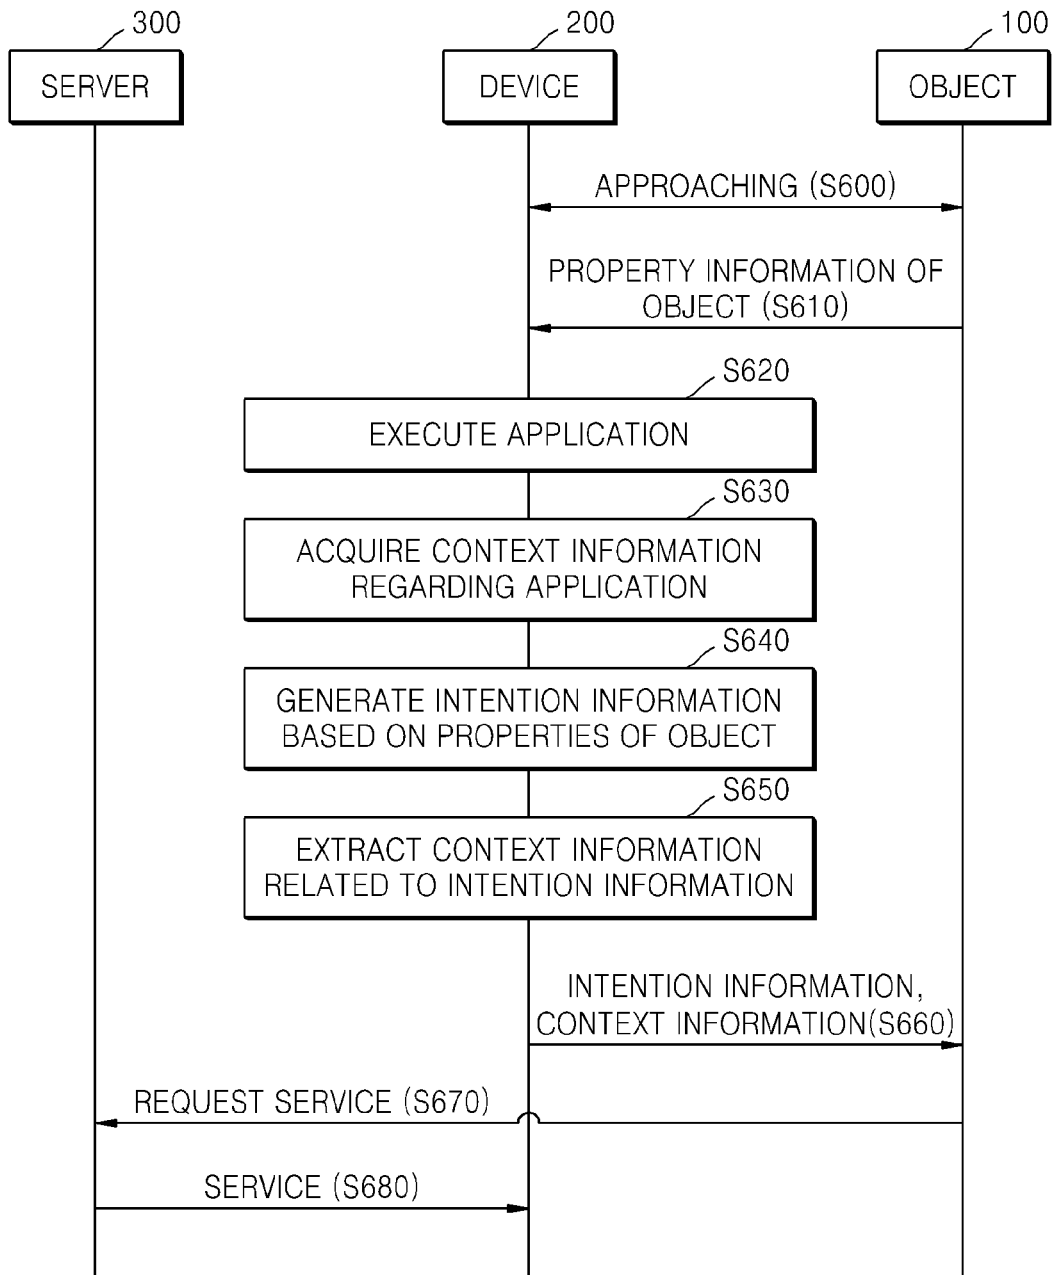 300
200
100
SERVER
DEVICE
OBJECT
APPROACHING (S600)
PROPERTY INFORMATION OF
OBJECT (S610)
S620
EXECUTE APPLICATION
S630
ACQUIRE CONTEXT INFORMATION
REGARDING APPLICATION
S640
GENERATE INTENTION INFORMATION
BASED ON PROPERTIES OF OBJECT
S650
EXTRACT CONTEXT INFORMATION
RELATED TO INTENTION INFORMATION
INTENTION INFORMATION,
CONTEXT INFORMATION(S660)
REQUEST SERVICE (S670)
SERVICE (S680)